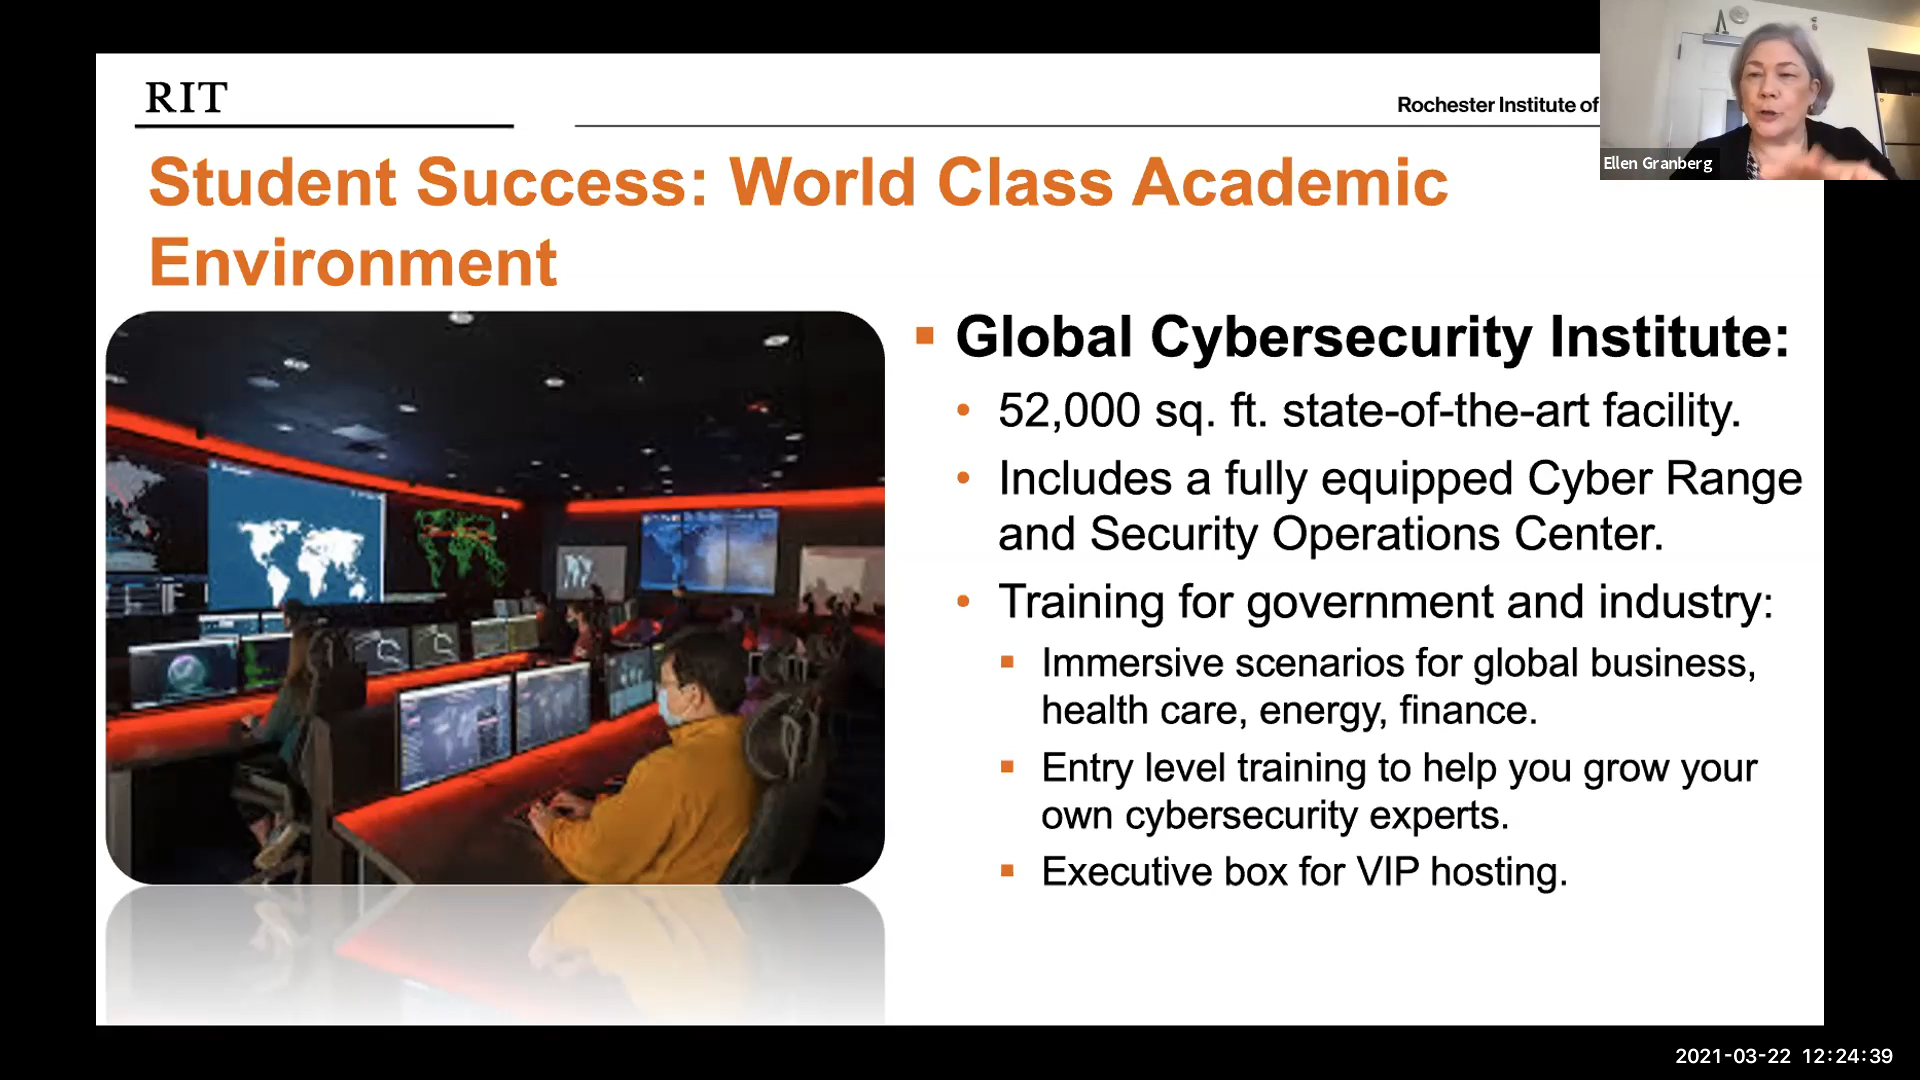 RIT
Rochester Institute of
Ellen Granberg
Student Success: World Class Academic
Environment
▪ Global Cybersecurity Institute:
• 52,000 sq. ft. state-of-the-art facility.
• Includes a fully equipped Cyber Range
and Security Operations Center.
• Training for government and industry:
▪ Immersive scenarios for global business,
health care, energy, finance.
▪ Entry level training to help you grow your
own cybersecurity experts.
▪ Executive box for VIP hosting.
2021-03-22 12:24:39